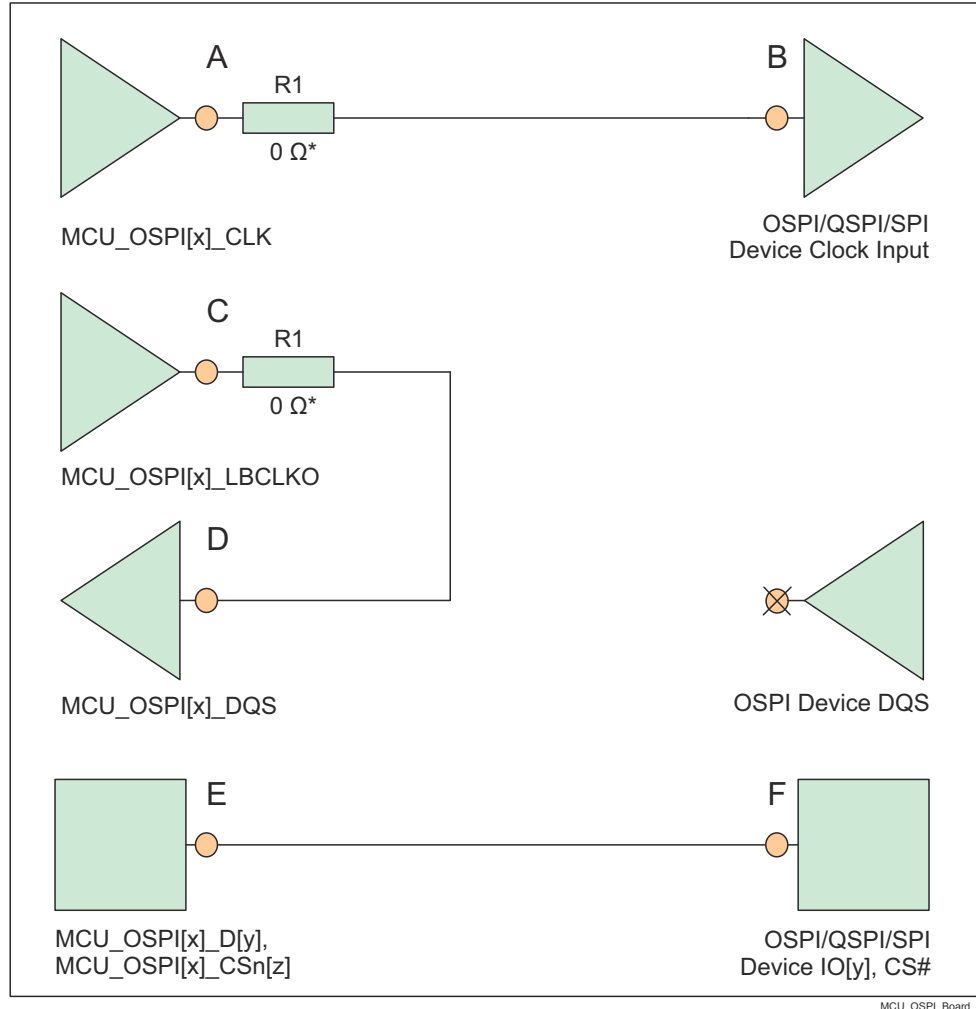 A
B
R1
0 Ω*
MCU_OSPI[x]_CLK
OSPI/QSPI/SPI
Device Clock Input
C
R1
0 Ω*
MCU_OSPI[x]_LBCLKO
D
MCU_OSPI[x]_DQS
OSPI Device DQS
E
F
MCU_OSPI[x]_D[y],
MCU_OSPI[x]_CSn[z]
OSPI/QSPI/SPI
Device IO[y], CS#
MCU_OSPI_Board